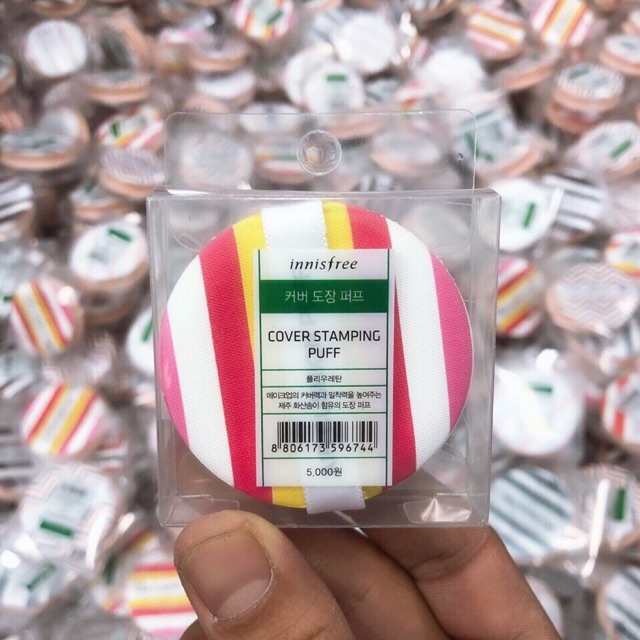 innisfree
커버 도장 퍼프
COVER STAMPING
PUFF
폴리우레탄
메이크업의 커버력과 밀착력을 높여주는
제주 화산송이 함유의 도장 퍼프
8 806173 596744
5,000원